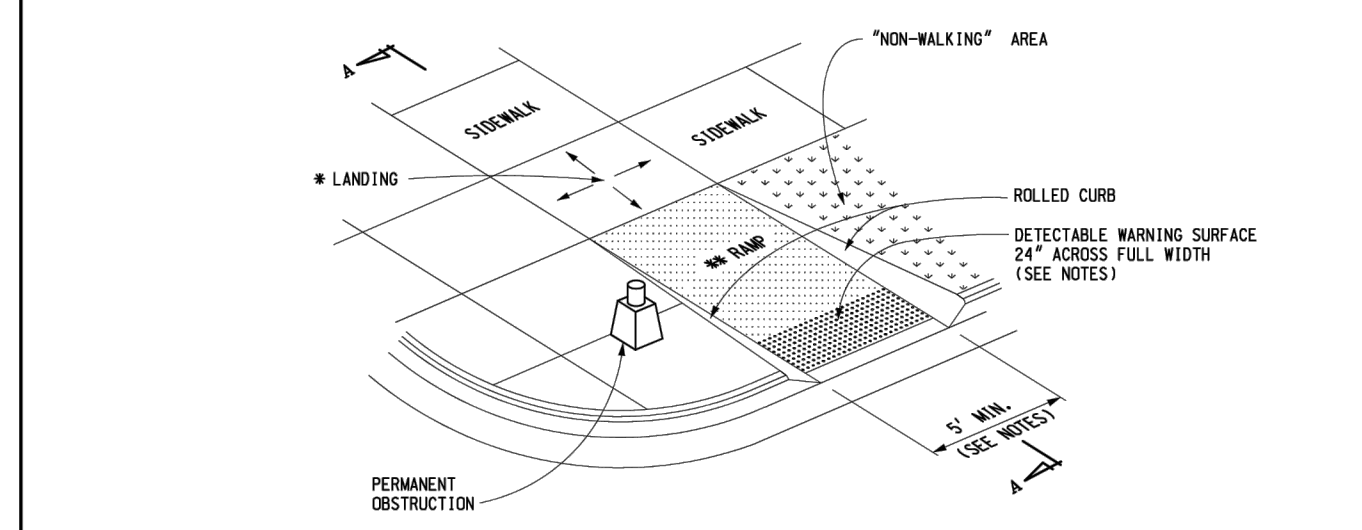 "NON-WALKING" AREA
A
SIDEWALK
SIDEWALK
* LANDING
ROLLED CURB
** RAMP
DETECTABLE WARNING SURFACE
24" ACROSS FULL WIDTH
(SEE NOTES)
5' MIN.
(SEE NOTES)
A
PERMANENT
OBSTRUCTION